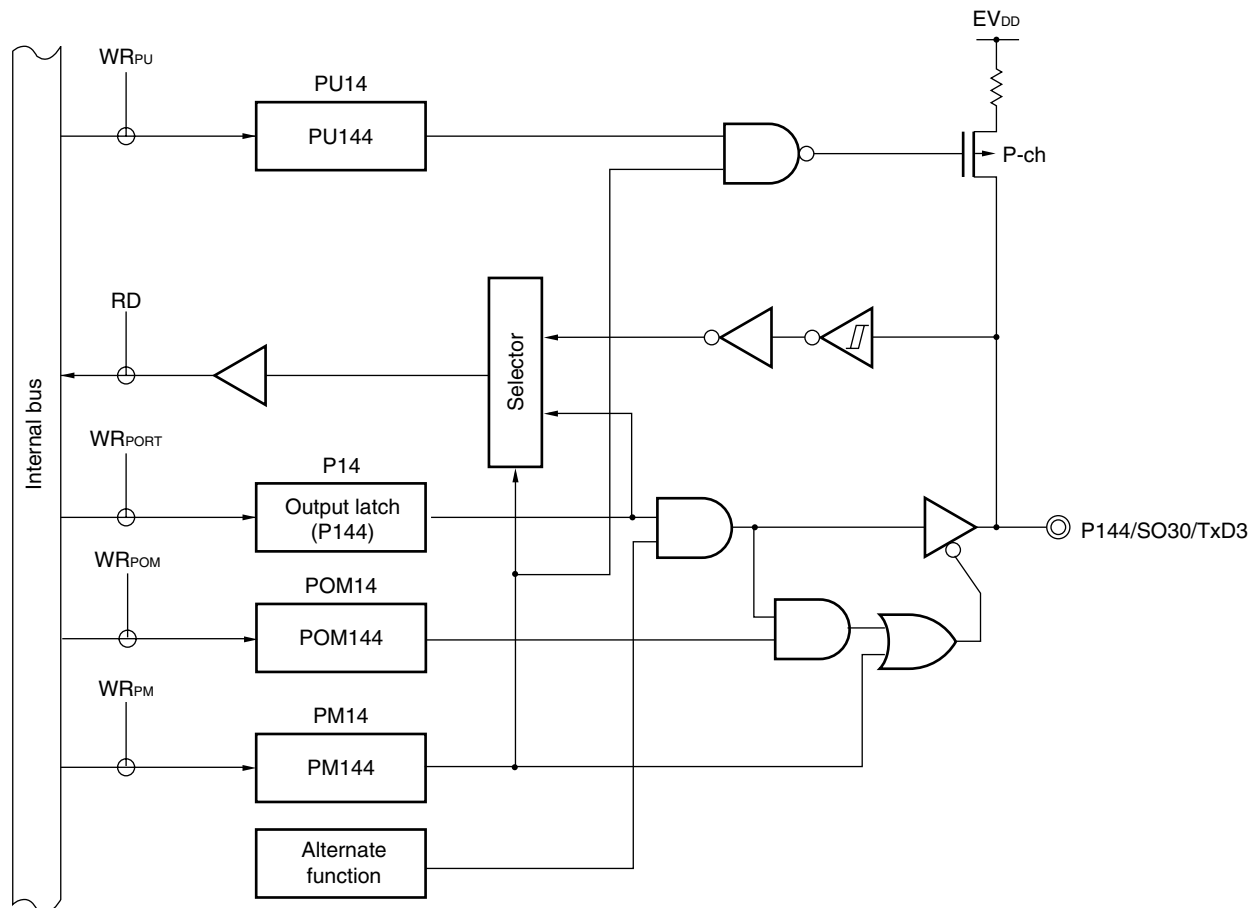 EVDD
WRPU
PU14
PU144
P-ch
RD
Selector
Internal bus
WRPORT
P14
Output latch
(P144)
P144/SO30/TxD3
WRPOM
POM14
POM144
WRPM
PM14
PM144
Alternate
function